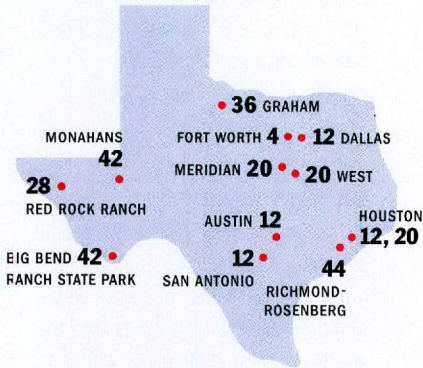 36 GRAHAM
FORT WORTH 4
12 DALLAS
MONAHANS
42
MERIDIAN 20
20 WEST
28
RED ROCK RANCH
AUSTIN 12
HOUSTON
12, 20
BIG BEND 42
RANCH STATE PARK
12
SAN ANTONIO
44
RICHMOND-
ROSENBERG